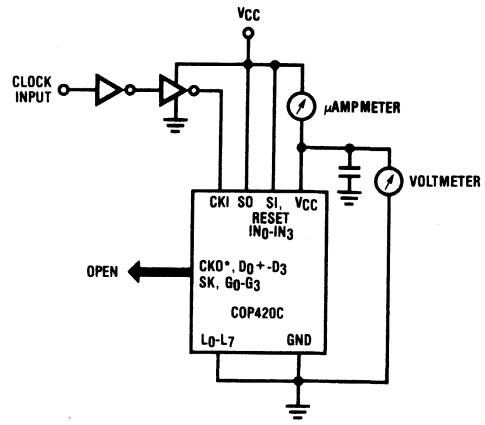 VCC
CLOCK
INPUT
µAMPMETER
VOLTMETER
CKI SO SI, VCC
RESET
IN0-IN3
OPEN
CKO*, D0+-D3
SK, G0-G3
COP420C
L0-L7 GND